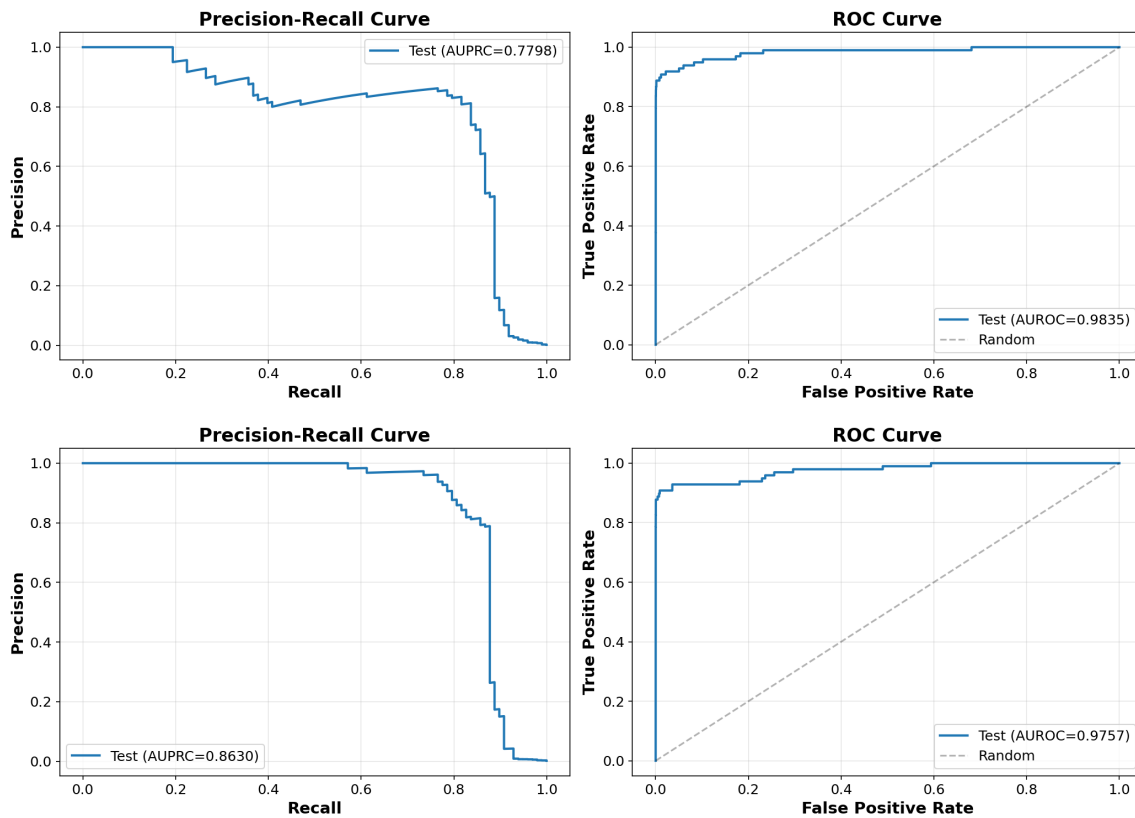 Precision-Recall Curve
1.0
0.8
0.6
0.4
0.2
0.0
Precision
Test (AUPRC=0.7798)
0.0 0.2 0.4 0.6 0.8 1.0
Recall
ROC Curve
1.0
0.8
0.6
0.4
0.2
0.0
True Positive Rate
Test (AUROC=0.9835)
Random
0.0 0.2 0.4 0.6 0.8 1.0
False Positive Rate
Precision-Recall Curve
1.0
0.8
0.6
0.4
0.2
0.0
Precision
Test (AUPRC=0.8630)
0.0 0.2 0.4 0.6 0.8 1.0
Recall
ROC Curve
1.0
0.8
0.6
0.4
0.2
0.0
True Positive Rate
Test (AUROC=0.9757)
Random
0.0 0.2 0.4 0.6 0.8 1.0
False Positive Rate